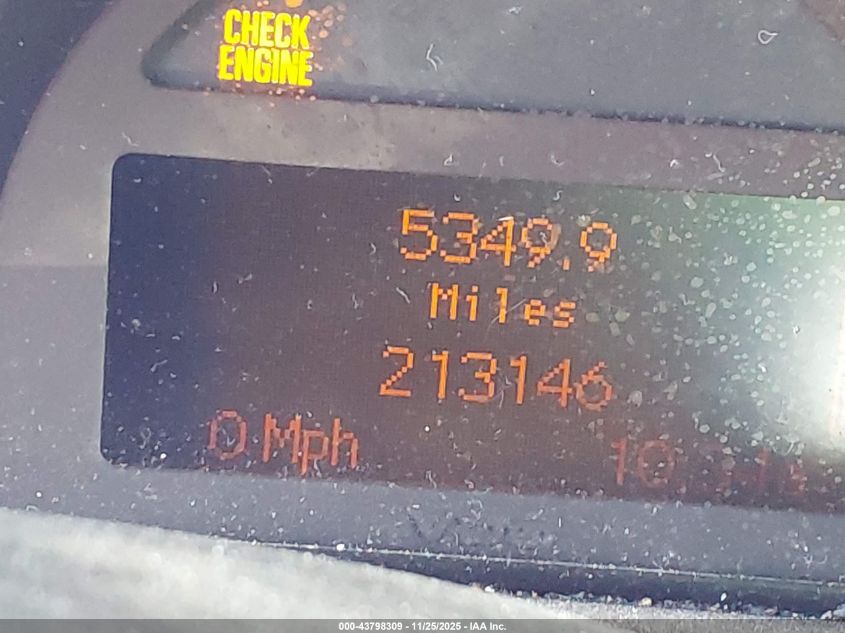 CHECK
ENGINE
5349.9
Miles
213146
0 Mph
000-43798309 - 11/25/2025 - IAA Inc.